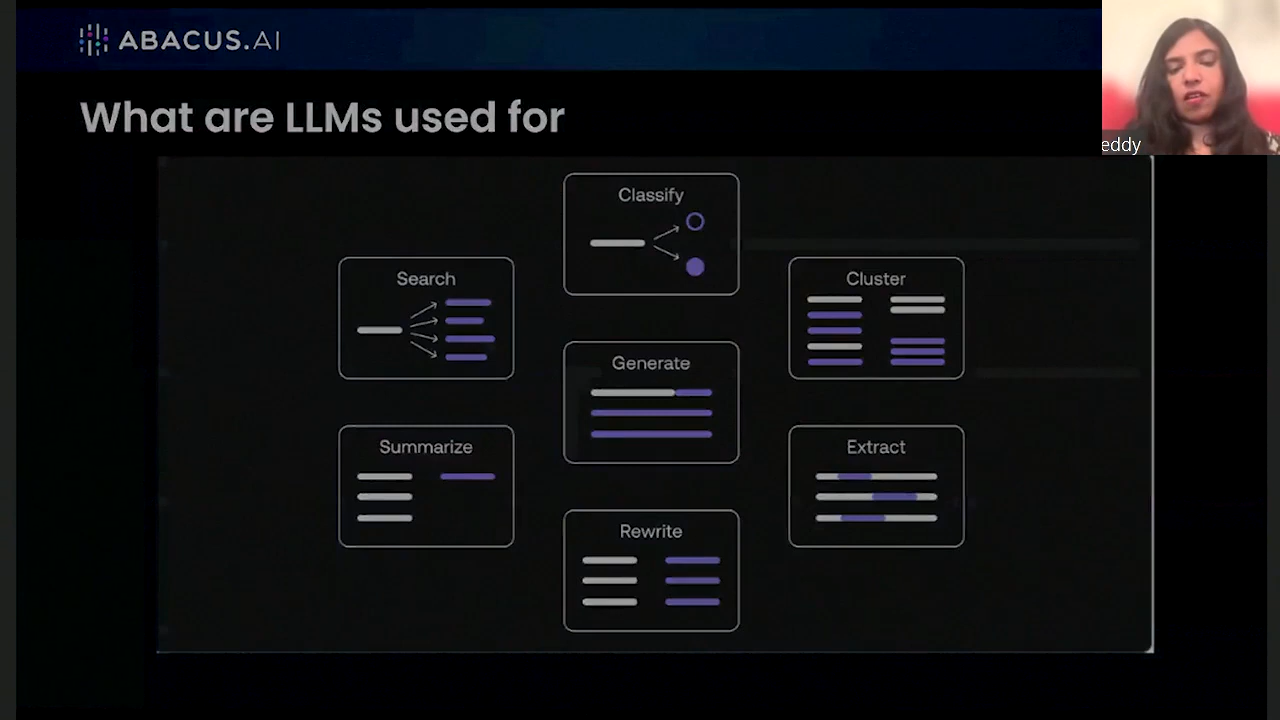 ABACUS.AI
What are LLMs used for
eddy
Classify
Search
Cluster
Generate
Summarize
Extract
Rewrite